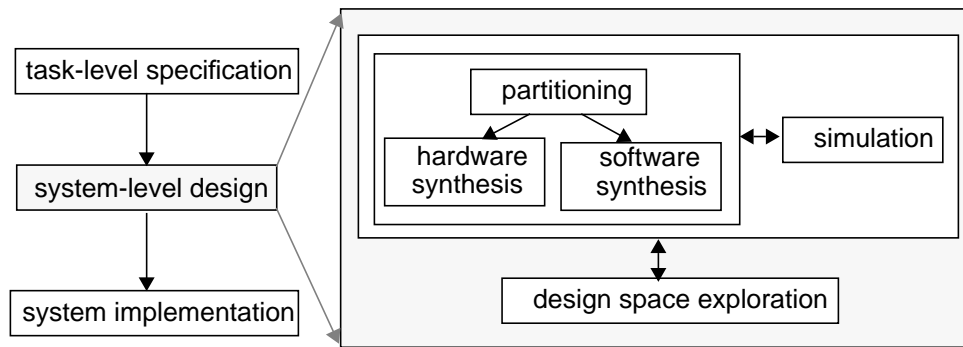 task-level specification
system-level design
system implementation
partitioning
hardware
synthesis
software
synthesis
simulation
design space exploration